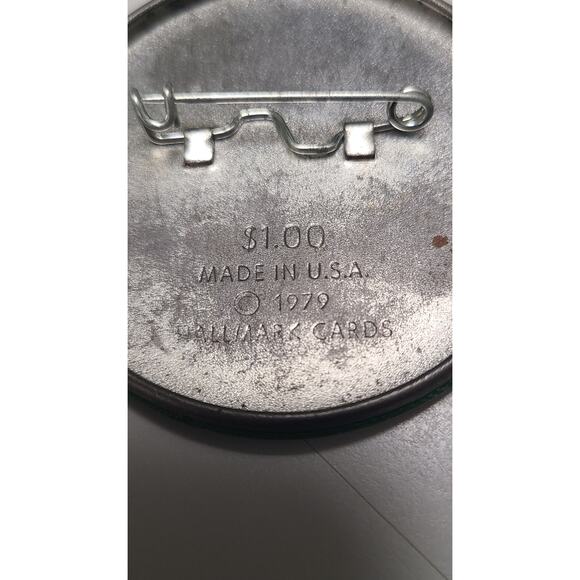 $1.00
MADE IN U.S.A.
© 1979
HALLMARK CARDS